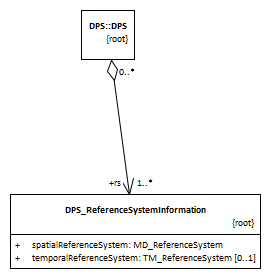 DPS::DPS
{root}
0..*
+rs 1..*
DPS_ReferenceSystemInformation
{root}
+ spatialReferenceSystem: MD_ReferenceSystem
+ temporalReferenceSystem: TM_ReferenceSystem [0..1]